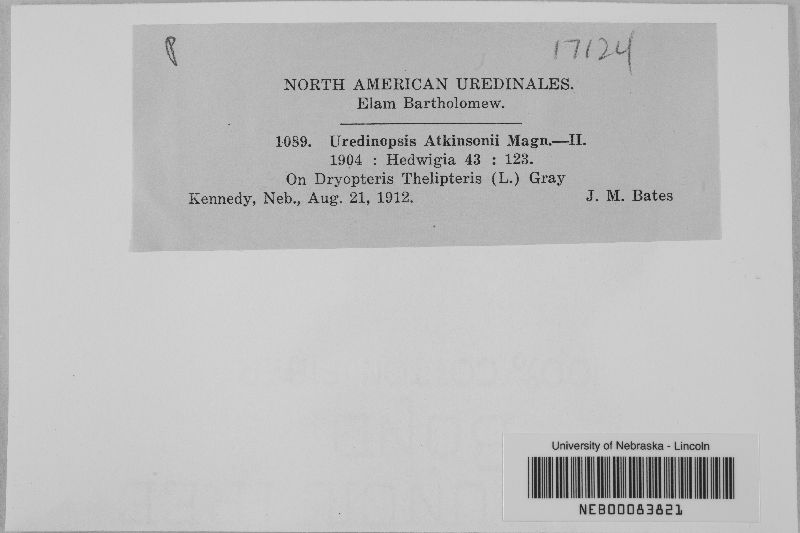 P
17124
NORTH AMERICAN UREDINALES.
Elam Bartholomew.
1089. Uredinopsis Atkinsonii Magn.—II.
1904 : Hedwigia 43 : 123.
On Dryopteris Thelipteris (L.) Gray
Kennedy, Neb., Aug. 21, 1912. J. M. Bates
University of Nebraska - Lincoln
NEB00083821